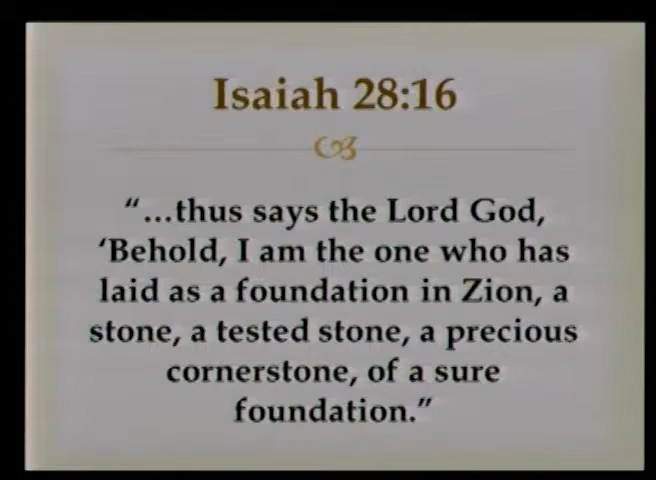 Isaiah 28:16
“…thus says the Lord God,
‘Behold, I am the one who has
laid as a foundation in Zion, a
stone, a tested stone, a precious
cornerstone, of a sure
foundation.”